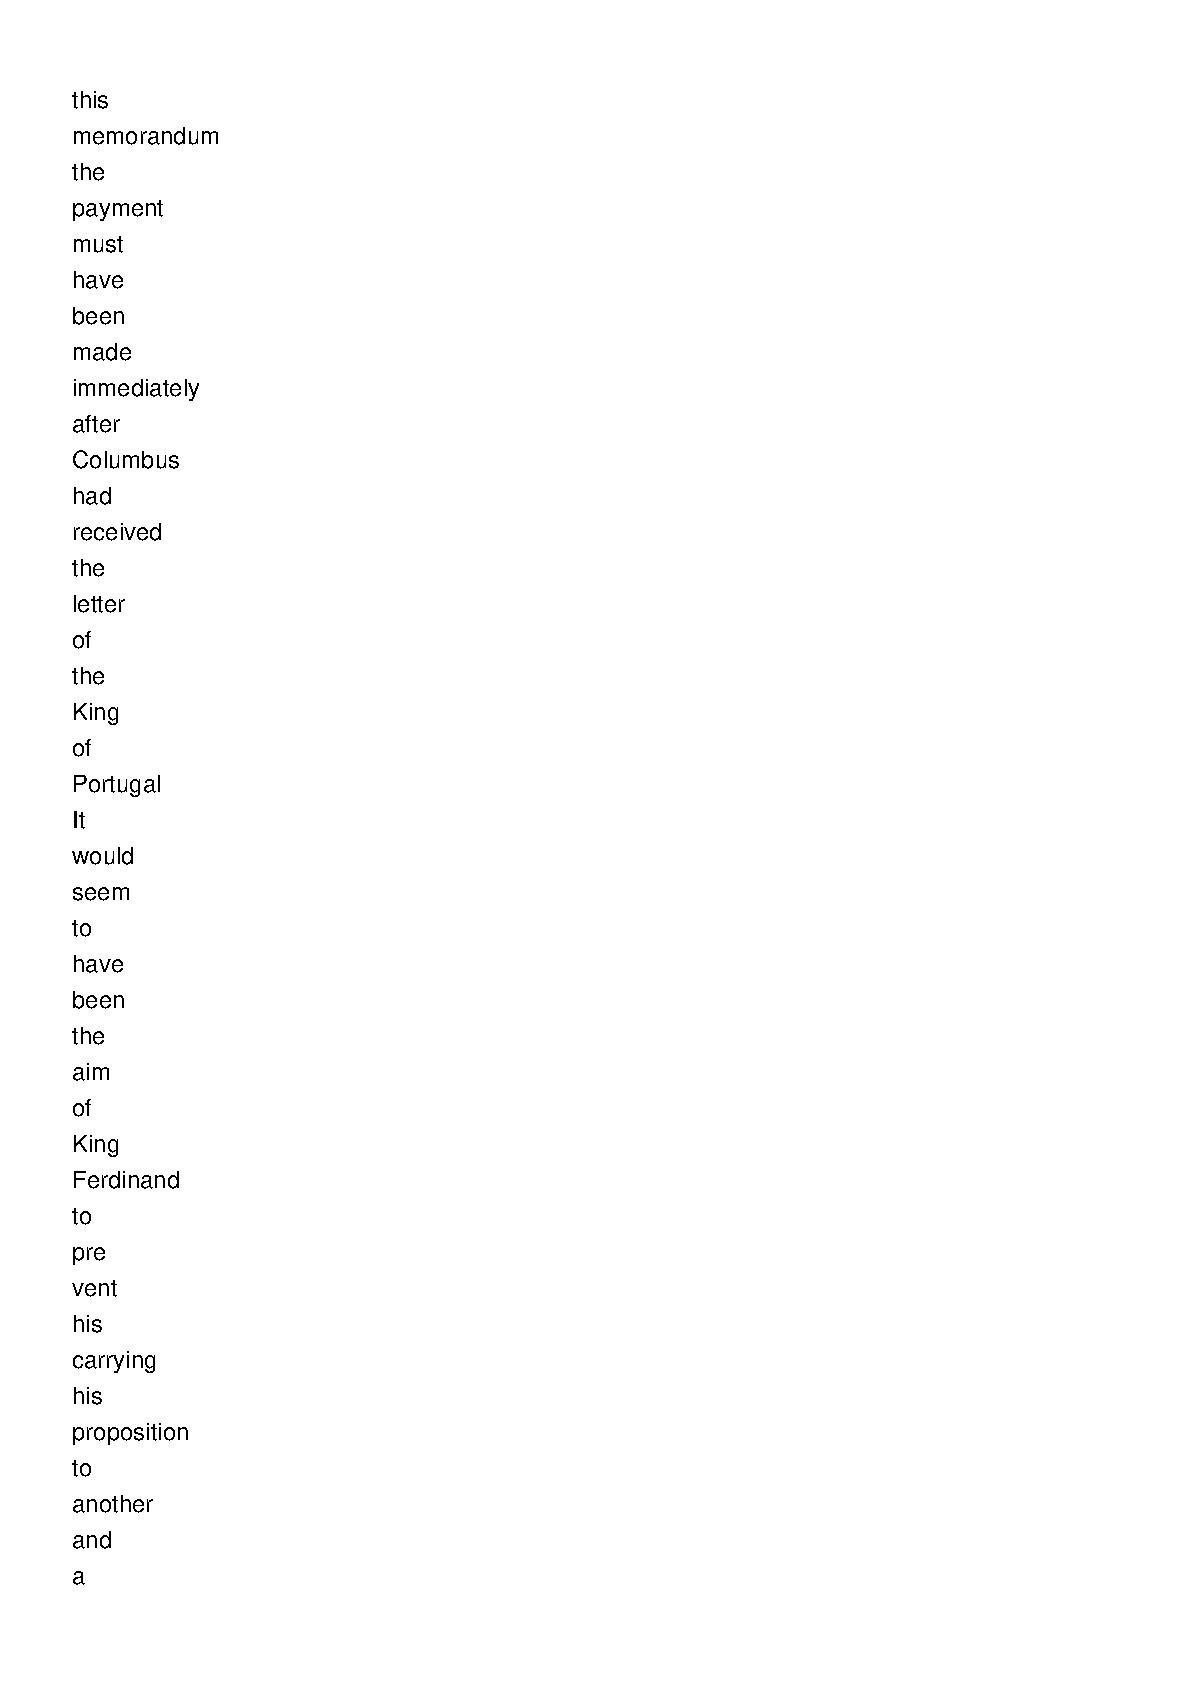 this
memorandum
the
payment
must
have
been
made
immediately
after
Columbus
had
received
the
letter
of
the
King
of
Portugal
It
would
seem
to
have
been
the
aim
of
King
Ferdinand
to
pre
vent
his
carrying
his
proposition
to
another
and
a